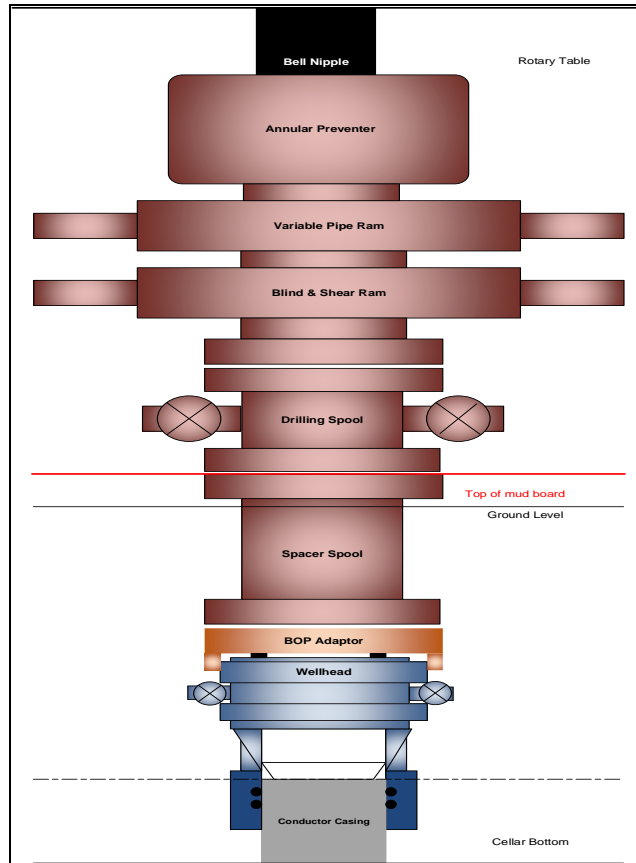 Bell Nipple
Rotary Table
Annular Preventer
Variable Pipe Ram
Blind & Shear Ram
Drilling Spool
Top of mud board
Ground Level
Spacer Spool
BOP Adaptor
Wellhead
Conductor Casing
Cellar Bottom